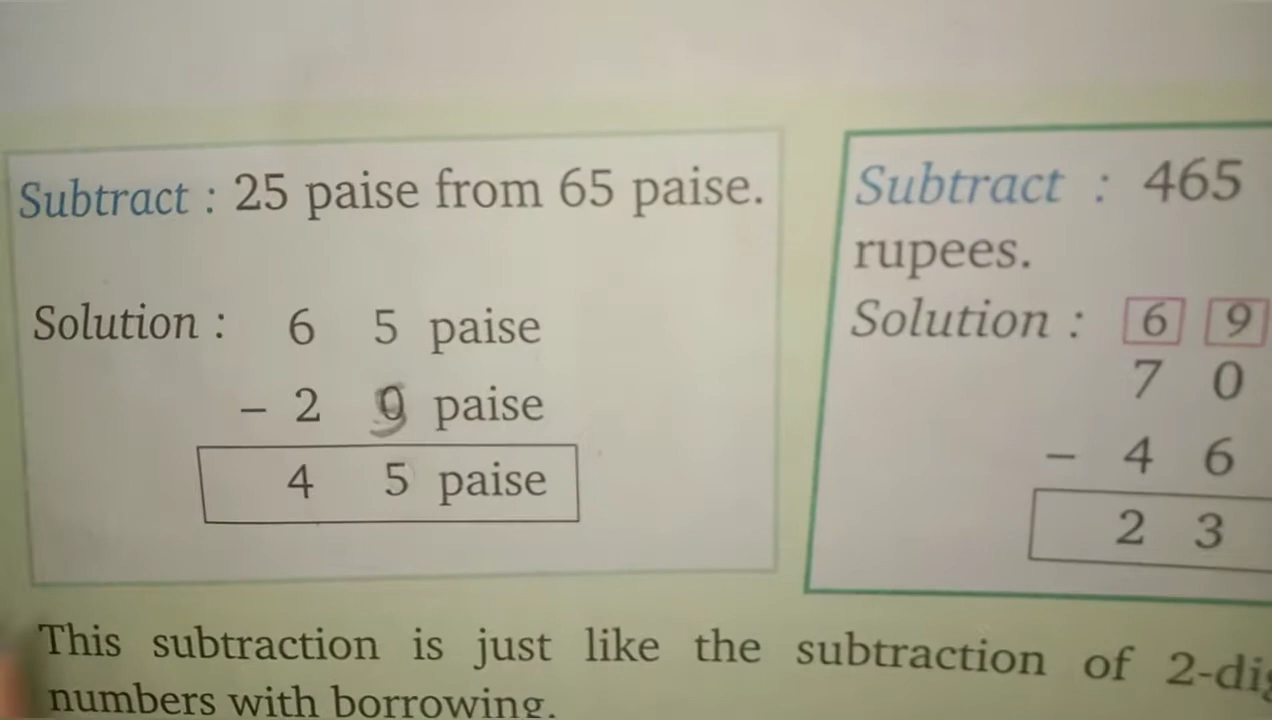 Subtract : 25 paise from 65 paise.
Solution : 6 5 paise
− 2 9 paise
4 5 paise
Subtract : 465
rupees.
Solution : 6 9
7 0
− 4 6
2 3
This subtraction is just like the subtraction of 2-dig
numbers with borrowing.